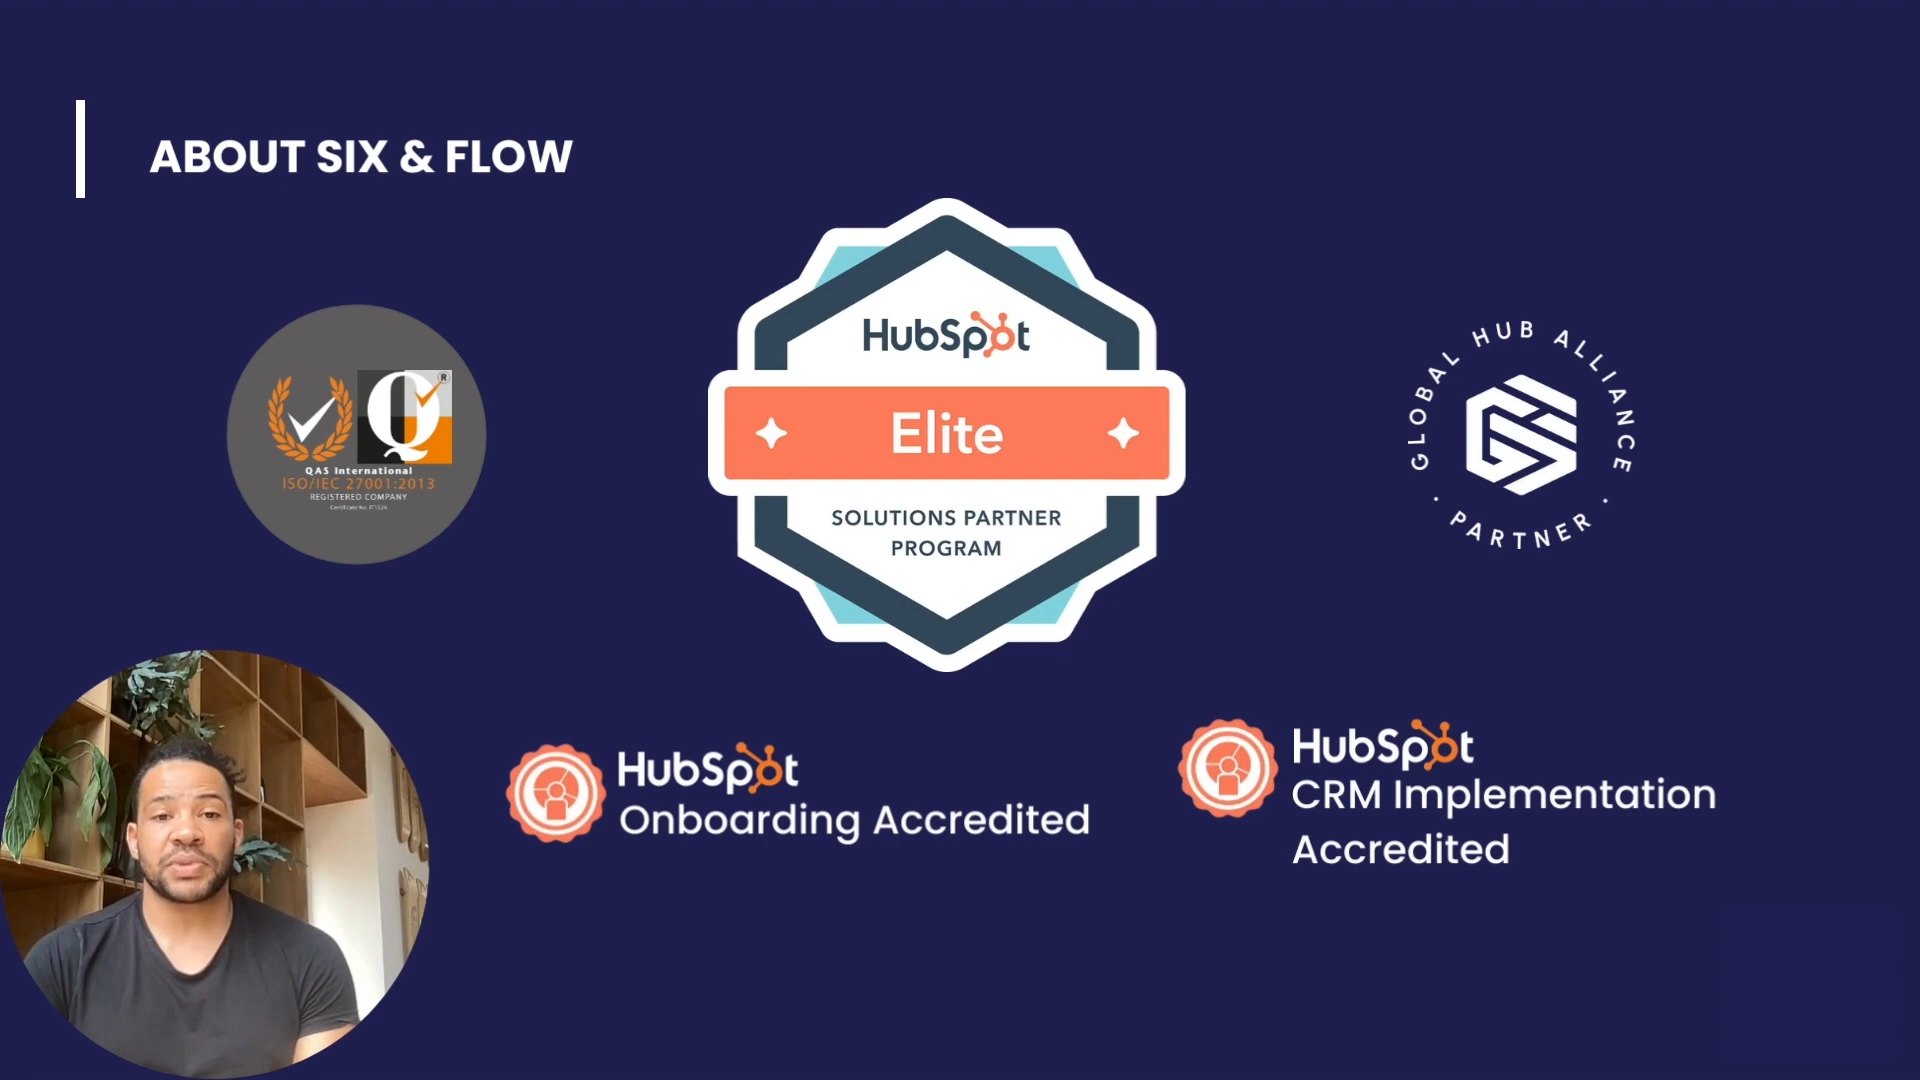 ABOUT SIX & FLOW
QAS International
ISO/IEC 27001:2013
REGISTERED COMPANY
HubSpot
Elite
SOLUTIONS PARTNER
PROGRAM
GLOBAL HUB ALLIANCE
· PARTNER ·
HubSpot
Onboarding Accredited
HubSpot
CRM Implementation
Accredited